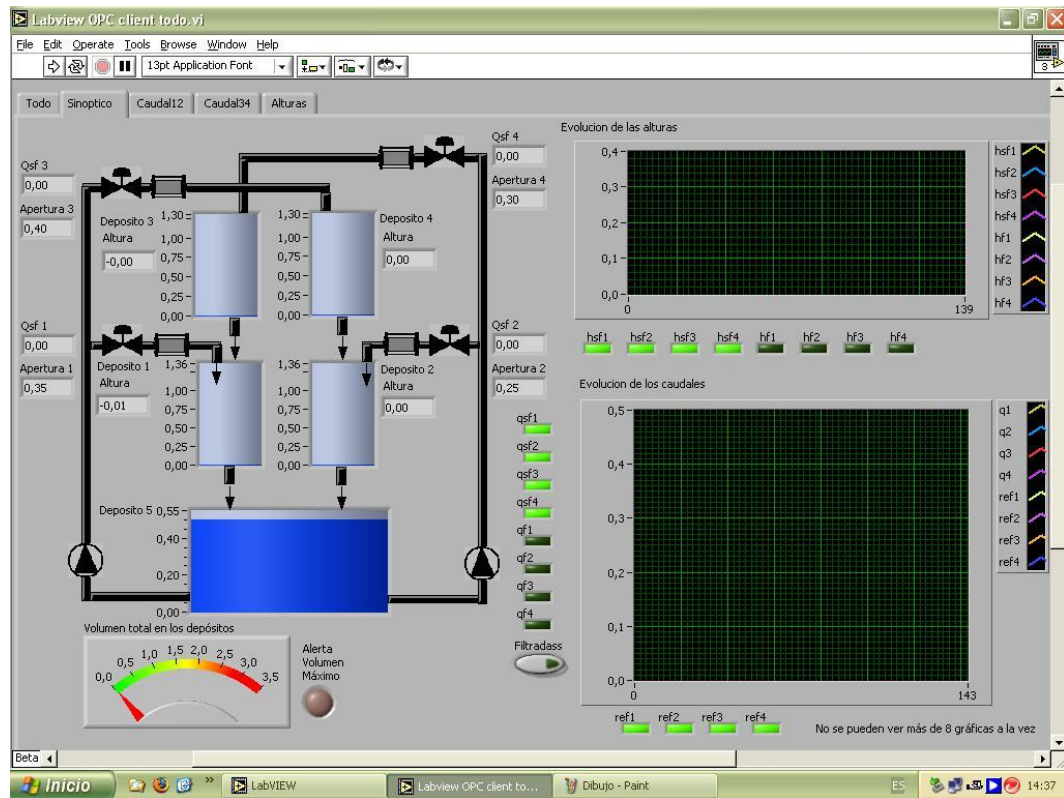 Labview OPC client todo.vi
File Edit Operate Tools Browse Window Help
13pt Application Font
3
Todo Sinoptico Caudal12 Caudal34 Alturas
Qsf 3
0,00
Apertura 3
0,40
Qsf 4
0,00
Apertura 4
0,30
Deposito 3
Altura
-0,00
1,30
1,00
0,75
0,50
0,25
0,00
1,30
1,00
0,75
0,50
0,25
0,00
Deposito 4
Altura
0,00
Qsf 1
0,00
Apertura 1
0,35
Qsf 2
0,00
Apertura 2
0,25
Deposito 1
Altura
-0,01
1,36
1,00
0,75
0,50
0,25
0,00
1,36
1,00
0,75
0,50
0,25
0,00
Deposito 2
Altura
0,00
Deposito 5
0,55
0,40
0,20
0,00
Volumen total en los depósitos
0,0 0,5 1,0 1,5 2,0 2,5 3,0 3,5
Alerta
Volumen
Máximo
qsf1
qsf2
qsf3
qsf4
qf1
qf2
qf3
qf4
Filtradass
Evolucion de las alturas
0,4
0,3
0,2
0,1
0,0
0 139
hsf1
hsf2
hsf3
hsf4
hf1
hf2
hf3
hf4
hsf1 hsf2 hsf3 hsf4 hf1 hf2 hf3 hf4
Evolucion de los caudales
0,5
0,4
0,3
0,2
0,1
0,0
0 143
q1
q2
q3
q4
ref1
ref2
ref3
ref4
ref1 ref2 ref3 ref4
No se pueden ver más de 8 gráficas a la vez
Beta
Inicio » LabVIEW Labview OPC client to... Dibujo - Paint ES 14:37